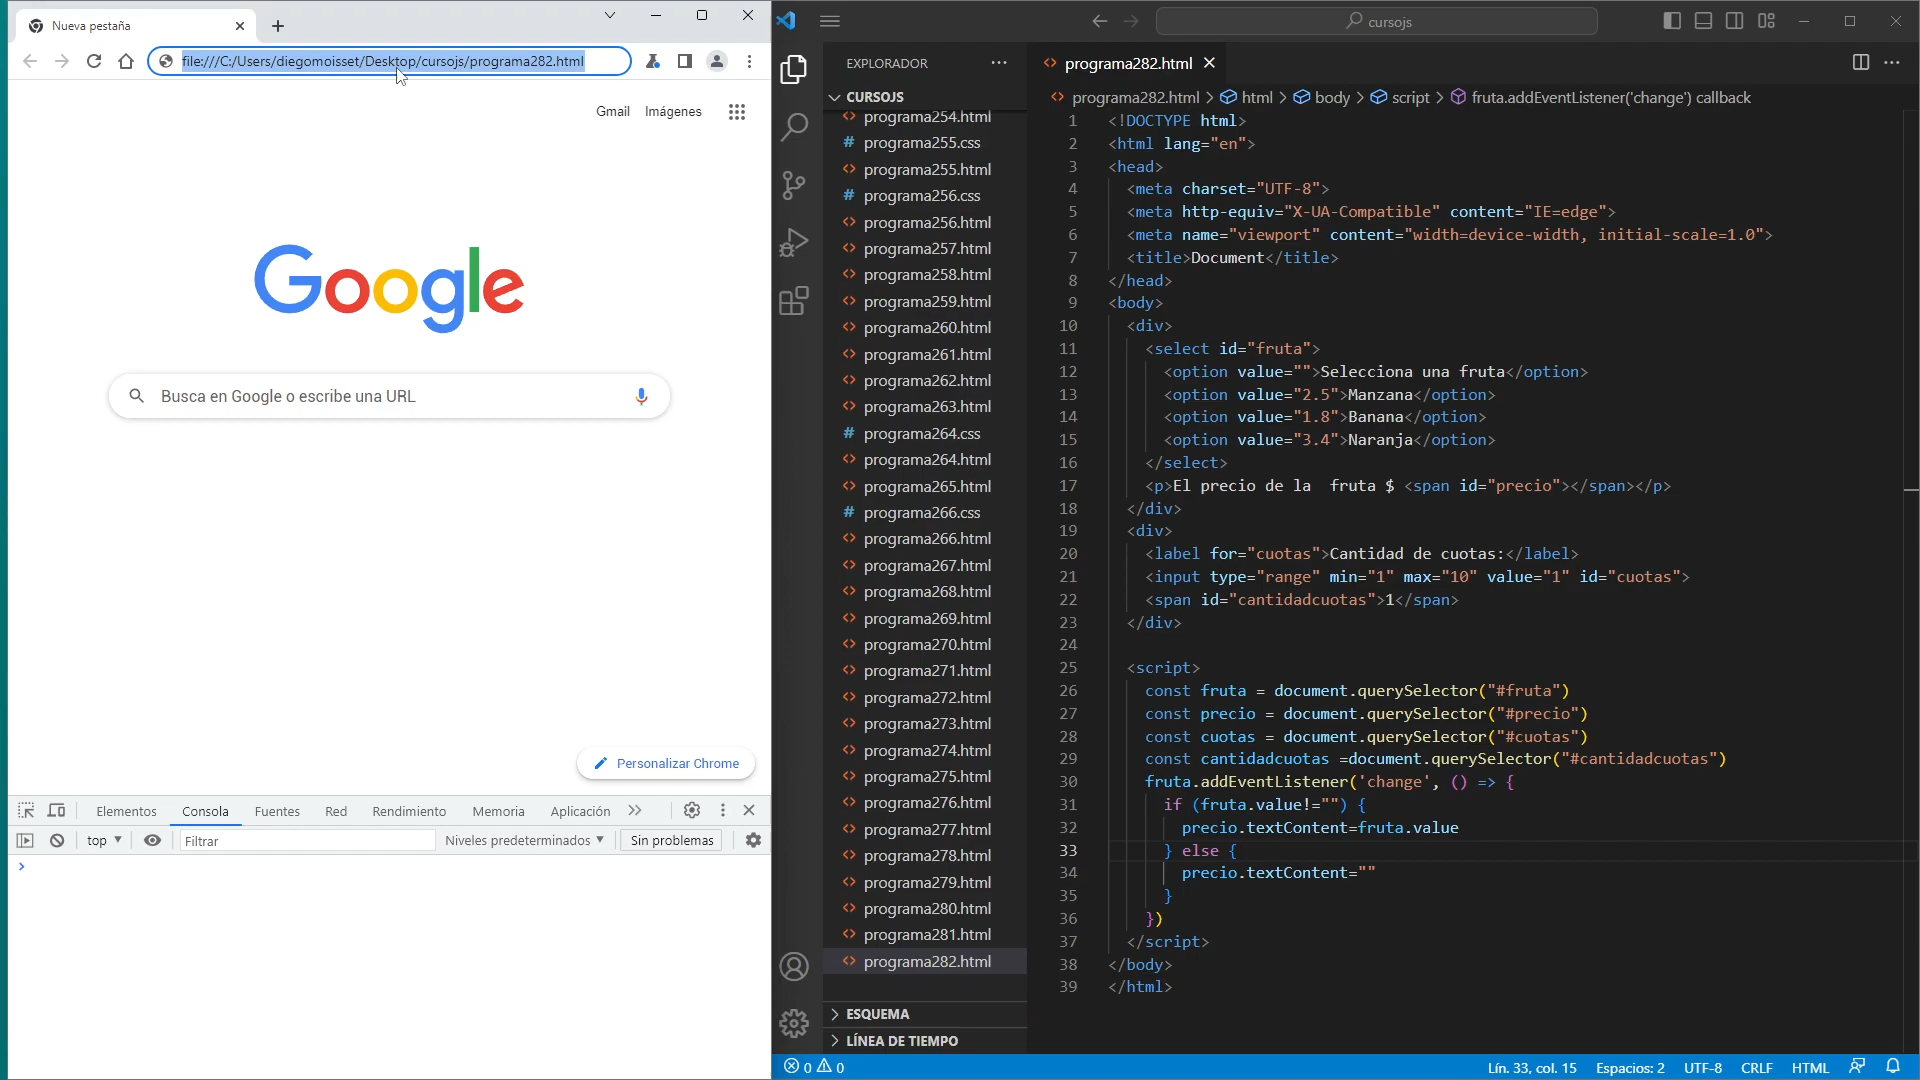 Nueva pestaña
file:///C:/Users/diegomoisset/Desktop/cursojs/programa282.html
Gmail Imágenes
Google
Busca en Google o escribe una URL
Personalizar Chrome
Elementos Consola Fuentes Red Rendimiento Memoria Aplicación
top Filtrar Niveles predeterminados Sin problemas
cursojs
EXPLORADOR
CURSOJS
programa254.html
programa255.css
programa255.html
programa256.css
programa256.html
programa257.html
programa258.html
programa259.html
programa260.html
programa261.html
programa262.html
programa263.html
programa264.css
programa264.html
programa265.html
programa266.css
programa266.html
programa267.html
programa268.html
programa269.html
programa270.html
programa271.html
programa272.html
programa273.html
programa274.html
programa275.html
programa276.html
programa277.html
programa278.html
programa279.html
programa280.html
programa281.html
programa282.html
ESQUEMA
LÍNEA DE TIEMPO
programa282.html
programa282.html > html > body > script > fruta.addEventListener('change') callback
1 <!DOCTYPE html>
2 <html lang="en">
3 <head>
4 <meta charset="UTF-8">
5 <meta http-equiv="X-UA-Compatible" content="IE=edge">
6 <meta name="viewport" content="width=device-width, initial-scale=1.0">
7 <title>Document</title>
8 </head>
9 <body>
10 <div>
11 <select id="fruta">
12 <option value="">Selecciona una fruta</option>
13 <option value="2.5">Manzana</option>
14 <option value="1.8">Banana</option>
15 <option value="3.4">Naranja</option>
16 </select>
17 <p>El precio de la  fruta $ <span id="precio"></span></p>
18 </div>
19 <div>
20 <label for="cuotas">Cantidad de cuotas:</label>
21 <input type="range" min="1" max="10" value="1" id="cuotas">
22 <span id="cantidadcuotas">1</span>
23 </div>
24
25 <script>
26 const fruta = document.querySelector("#fruta")
27 const precio = document.querySelector("#precio")
28 const cuotas = document.querySelector("#cuotas")
29 const cantidadcuotas =document.querySelector("#cantidadcuotas")
30 fruta.addEventListener('change', () => {
31 if (fruta.value!="") {
32 precio.textContent=fruta.value
33 } else {
34 precio.textContent=""
35 }
36 })
37 </script>
38 </body>
39 </html>
0 0
Lín. 33, col. 15 Espacios: 2 UTF-8 CRLF HTML